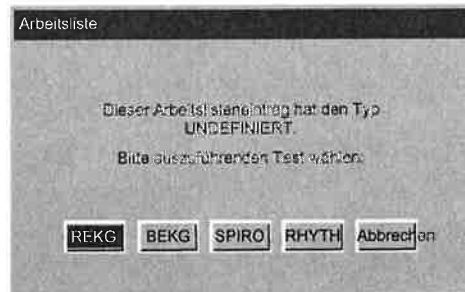 Arbeitsliste
Dieser Arbeitslisteneintrag hat den Typ
UNDEFINIERT.
Bitte auszuführenden Test wählen:
REKG BEKG SPIRO RHYTH Abbrechen